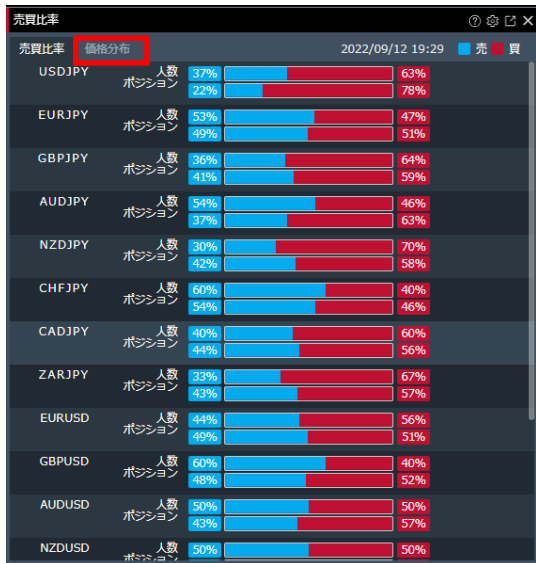 売買比率
売買比率 価格分布 2022/09/12 19:29 売 買
USDJPY 人数 37% 63%
ポジション 22% 78%
EURJPY 人数 53% 47%
ポジション 49% 51%
GBPJPY 人数 36% 64%
ポジション 41% 59%
AUDJPY 人数 54% 46%
ポジション 37% 63%
NZDJPY 人数 30% 70%
ポジション 42% 58%
CHFJPY 人数 60% 40%
ポジション 54% 46%
CADJPY 人数 40% 60%
ポジション 44% 56%
ZARJPY 人数 33% 67%
ポジション 43% 57%
EURUSD 人数 44% 56%
ポジション 49% 51%
GBPUSD 人数 60% 40%
ポジション 48% 52%
AUDUSD 人数 50% 50%
ポジション 43% 57%
NZDUSD 人数 50% 50%
ポジション